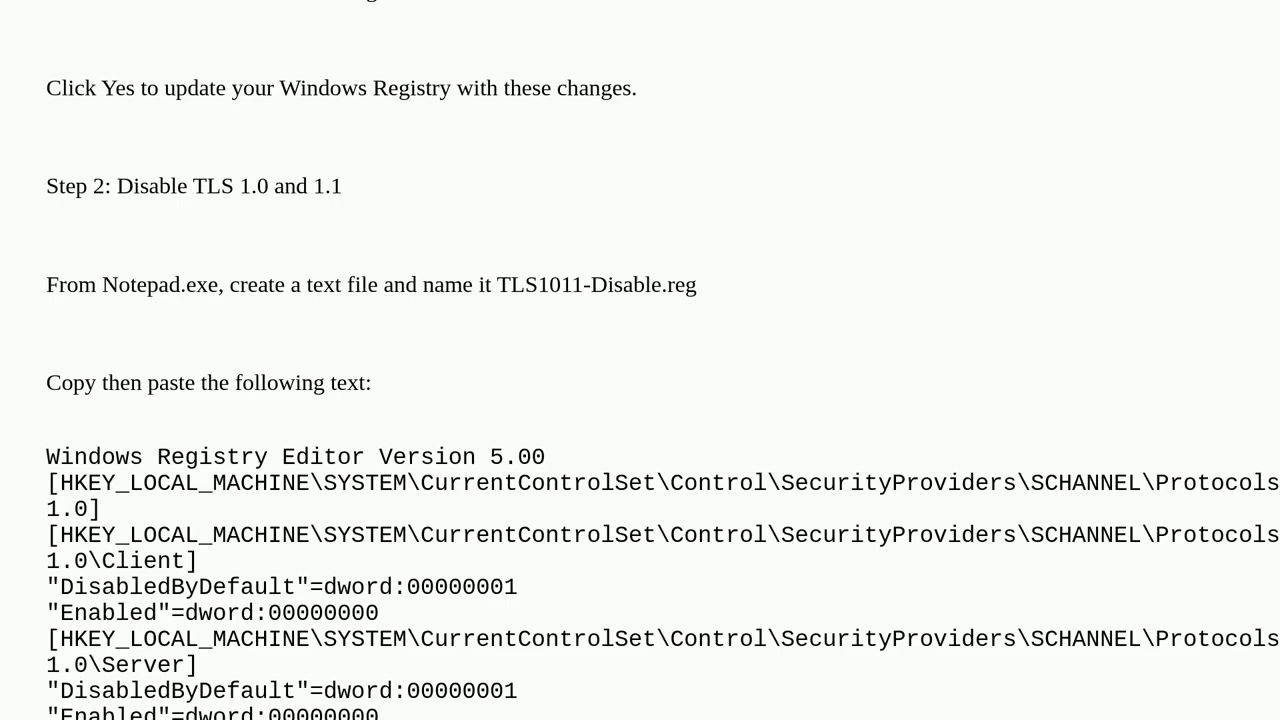 Click Yes to update your Windows Registry with these changes.
Step 2: Disable TLS 1.0 and 1.1
From Notepad.exe, create a text file and name it TLS1011-Disable.reg
Copy then paste the following text:
Windows Registry Editor Version 5.00
[HKEY_LOCAL_MACHINE\SYSTEM\CurrentControlSet\Control\SecurityProviders\SCHANNEL\Protocols
1.0]
[HKEY_LOCAL_MACHINE\SYSTEM\CurrentControlSet\Control\SecurityProviders\SCHANNEL\Protocols
1.0\Client]
"DisabledByDefault"=dword:00000001
"Enabled"=dword:00000000
[HKEY_LOCAL_MACHINE\SYSTEM\CurrentControlSet\Control\SecurityProviders\SCHANNEL\Protocols
1.0\Server]
"DisabledByDefault"=dword:00000001
"Enabled"=dword:00000000